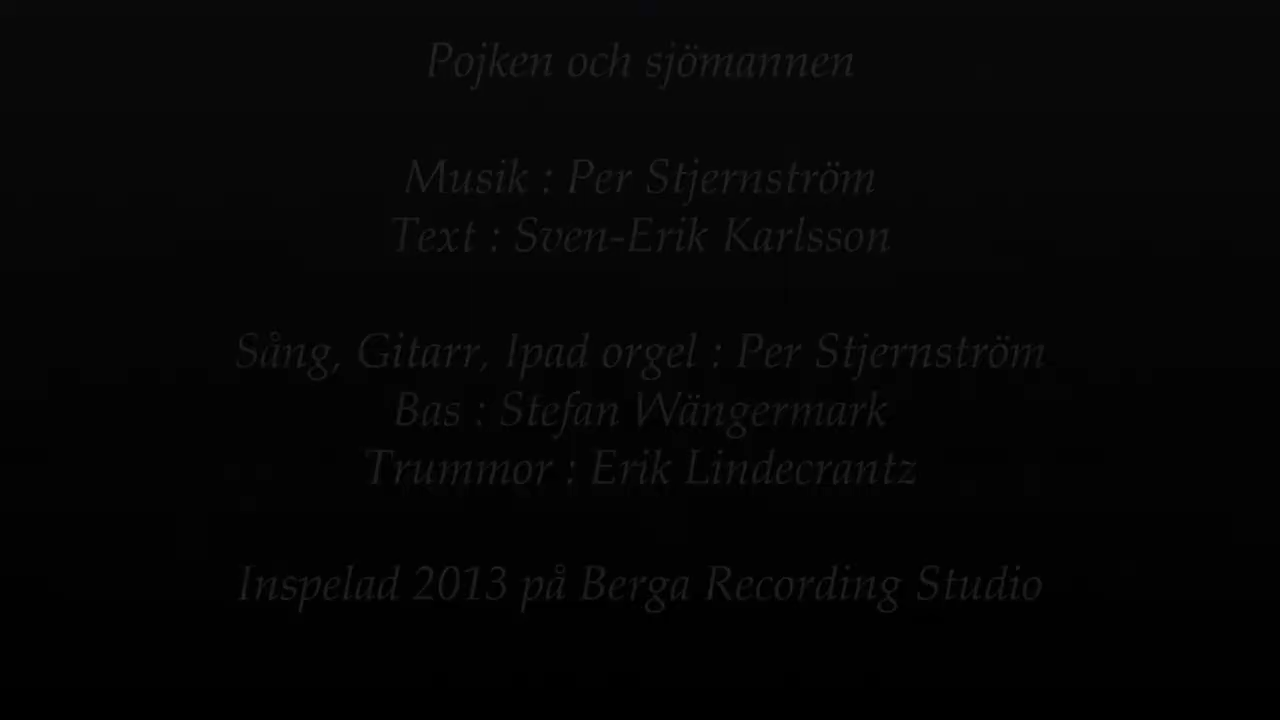 Pojken och sjömannen
Musik : Per Stjernström
Text : Sven-Erik Karlsson
Sång, Gitarr, Ipad orgel : Per Stjernström
Bas : Stefan Wängermark
Trummor : Erik Lindecrantz
Inspelad 2013 på Berga Recording Studio